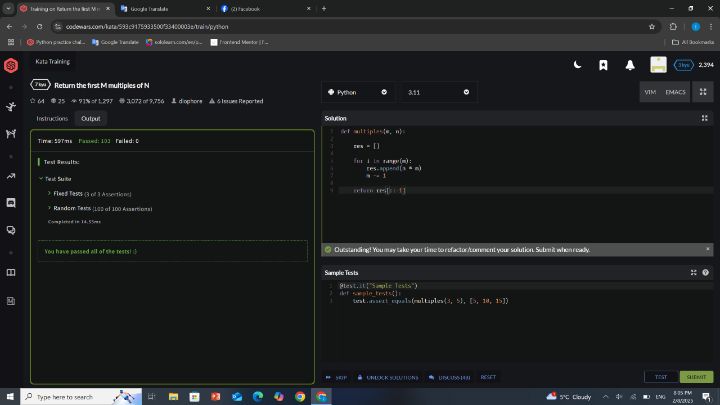 Training on Return the first M m
Google Translate
(2) Facebook
codewars.com/kata/593c9175933500f33400003e/train/python
Python practice chal...
Google Translate
sololearn.com/en/p...
Frontend Mentor | F...
All Bookmarks
Kata Training
3 kyu
2,394
7 kyu
Return the first M multiples of N
64
25
91% of 1,297
3,072 of 9,756
diophore
6 Issues Reported
Python
3.11
VIM
EMACS
Instructions
Output
Solution
Time: 597ms Passed: 103 Failed: 0
Test Results:
Test Suite
Fixed Tests (3 of 3 Assertions)
Random Tests (100 of 100 Assertions)
Completed in 14.55ms
You have passed all of the tests! :)
1 def multiples(m, n):
2
3 res = []
4
5 for i in range(m):
6 res.append(n * m)
7 m -= 1
8
9 return res[::-1]
Outstanding! You may take your time to refactor/comment your solution. Submit when ready.
Sample Tests
1 @test.it("Sample Tests")
2 def sample_tests():
3 test.assert_equals(multiples(3, 5), [5, 10, 15])
SKIP
UNLOCK SOLUTIONS
DISCUSS (43)
RESET
TEST
SUBMIT
Type here to search
5°C Cloudy
ENG
8:05 PM
2/8/2025